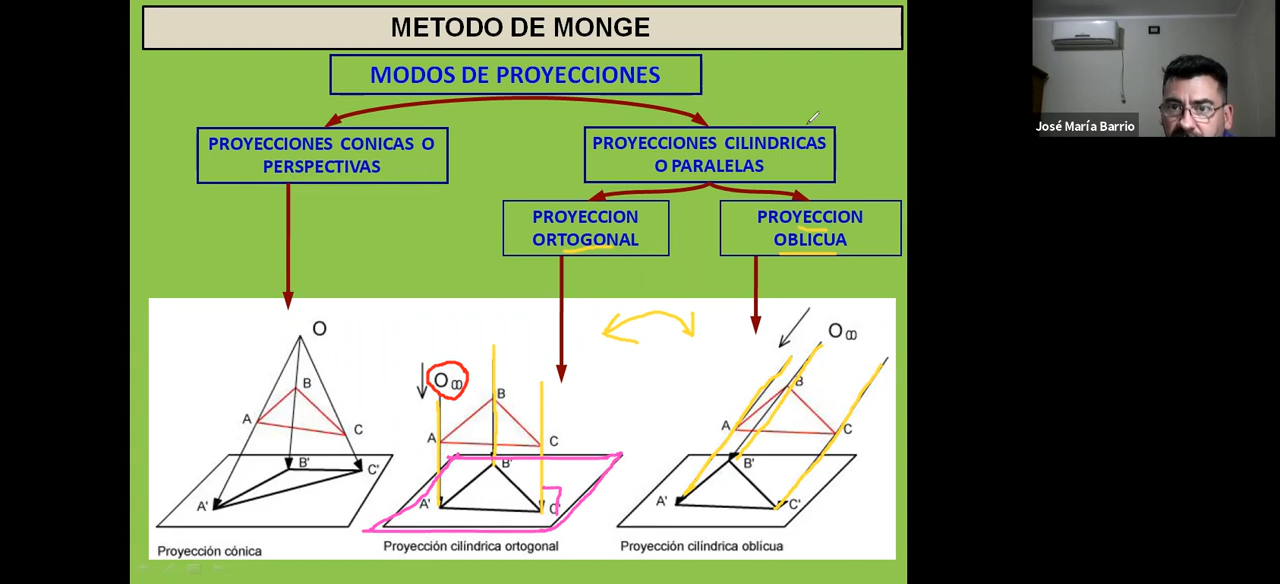 METODO DE MONGE
MODOS DE PROYECCIONES
PROYECCIONES CONICAS O
PERSPECTIVAS
PROYECCIONES CILINDRICAS
O PARALELAS
PROYECCION
ORTOGONAL
PROYECCION
OBLICUA
O
B
A
C
B'
C'
A'
Proyección cónica
O ꝏ
B
A
C
B'
A'
C'
Proyección cilíndrica ortogonal
O ꝏ
B
A
C
B'
A'
C'
Proyección cilíndrica oblícua
José María Barrio